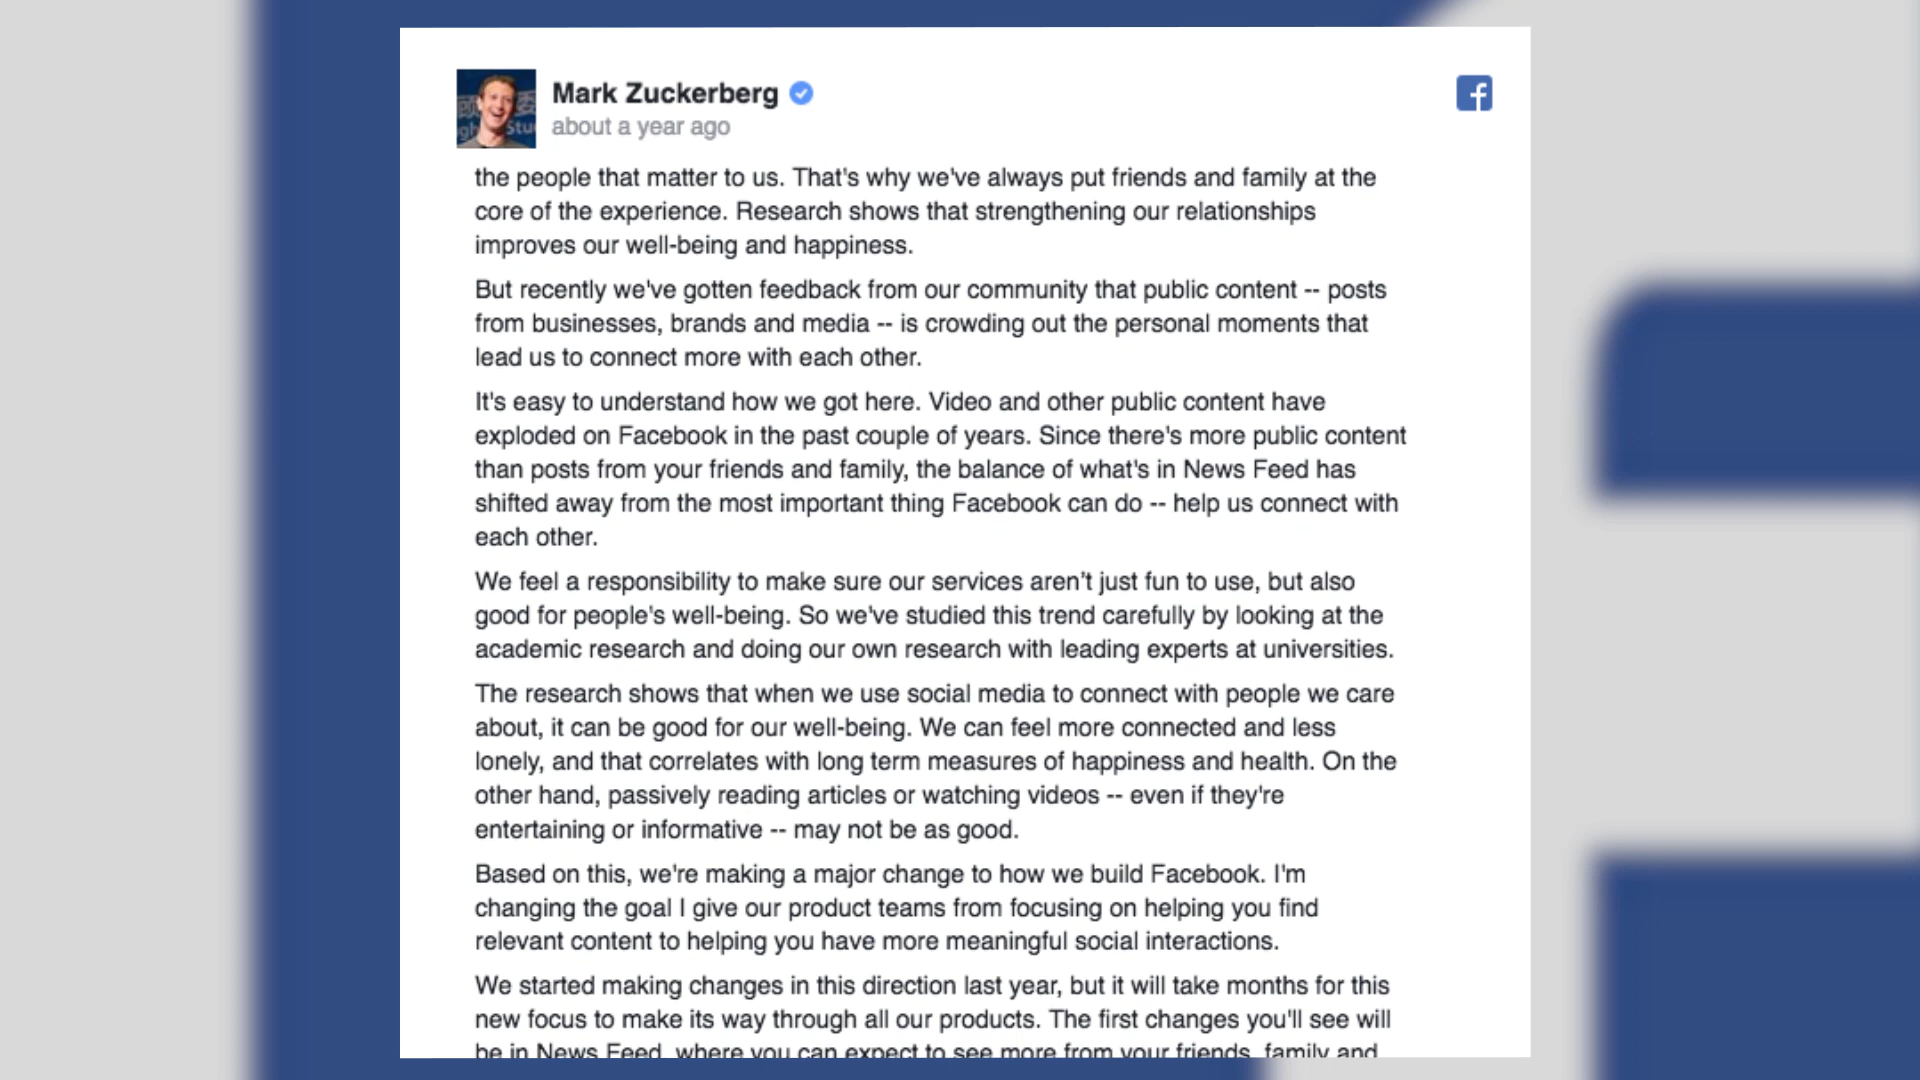 Mark Zuckerberg
about a year ago
the people that matter to us. That's why we've always put friends and family at the
core of the experience. Research shows that strengthening our relationships
improves our well-being and happiness.
But recently we've gotten feedback from our community that public content -- posts
from businesses, brands and media -- is crowding out the personal moments that
lead us to connect more with each other.
It's easy to understand how we got here. Video and other public content have
exploded on Facebook in the past couple of years. Since there's more public content
than posts from your friends and family, the balance of what's in News Feed has
shifted away from the most important thing Facebook can do -- help us connect with
each other.
We feel a responsibility to make sure our services aren't just fun to use, but also
good for people's well-being. So we've studied this trend carefully by looking at the
academic research and doing our own research with leading experts at universities.
The research shows that when we use social media to connect with people we care
about, it can be good for our well-being. We can feel more connected and less
lonely, and that correlates with long term measures of happiness and health. On the
other hand, passively reading articles or watching videos -- even if they're
entertaining or informative -- may not be as good.
Based on this, we're making a major change to how we build Facebook. I'm
changing the goal I give our product teams from focusing on helping you find
relevant content to helping you have more meaningful social interactions.
We started making changes in this direction last year, but it will take months for this
new focus to make its way through all our products. The first changes you'll see will
be in News Feed, where you can expect to see more from your friends, family and